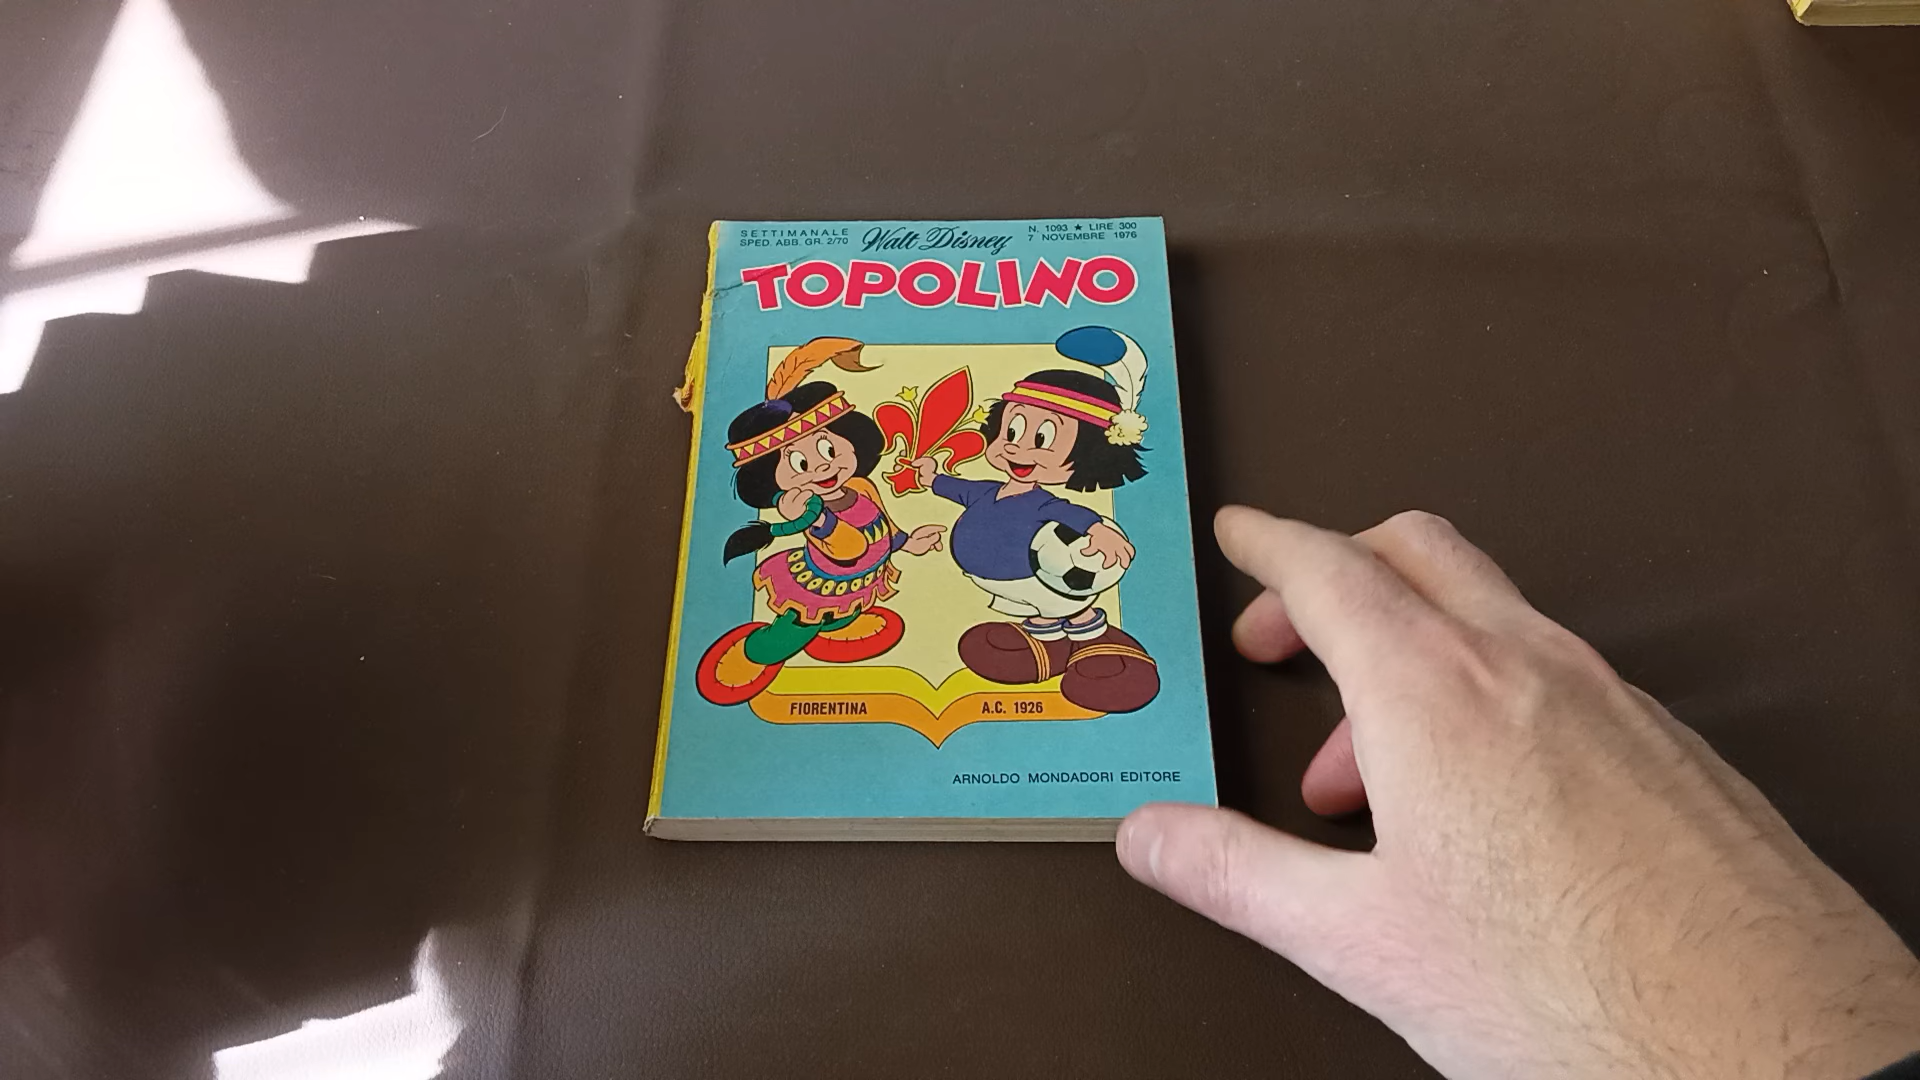 SETTIMANALE
SPED. ABB. GR. 2/70
Walt Disney
N. 1093 ★ LIRE 300
7 NOVEMBRE 1976
TOPOLINO
FIORENTINA
A.C. 1926
ARNOLDO MONDADORI EDITORE